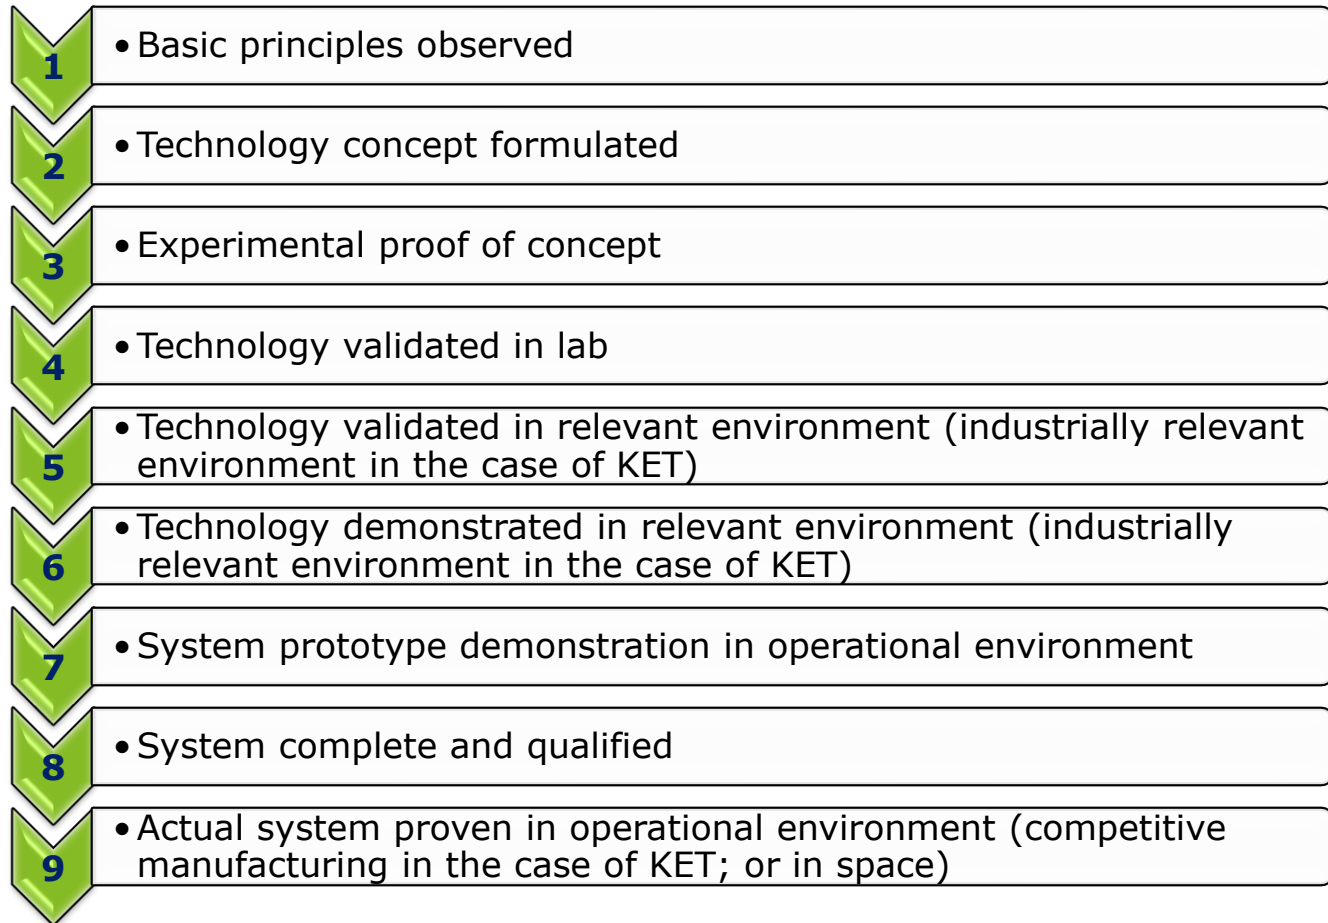 1
• Basic principles observed
2
• Technology concept formulated
3
• Experimental proof of concept
4
• Technology validated in lab
5
• Technology validated in relevant environment (industrially relevant
environment in the case of KET)
6
• Technology demonstrated in relevant environment (industrially
relevant environment in the case of KET)
7
• System prototype demonstration in operational environment
8
• System complete and qualified
9
• Actual system proven in operational environment (competitive
manufacturing in the case of KET; or in space)